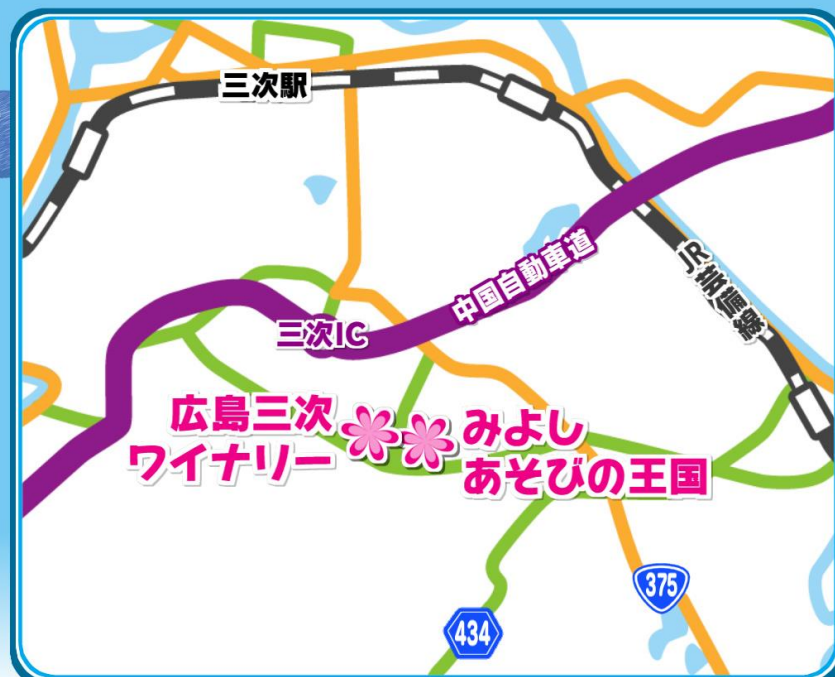 三次駅
中国自動車道
JR芸備線
三次IC
広島三次
ワイナリー
みよし
あそびの王国
375
434